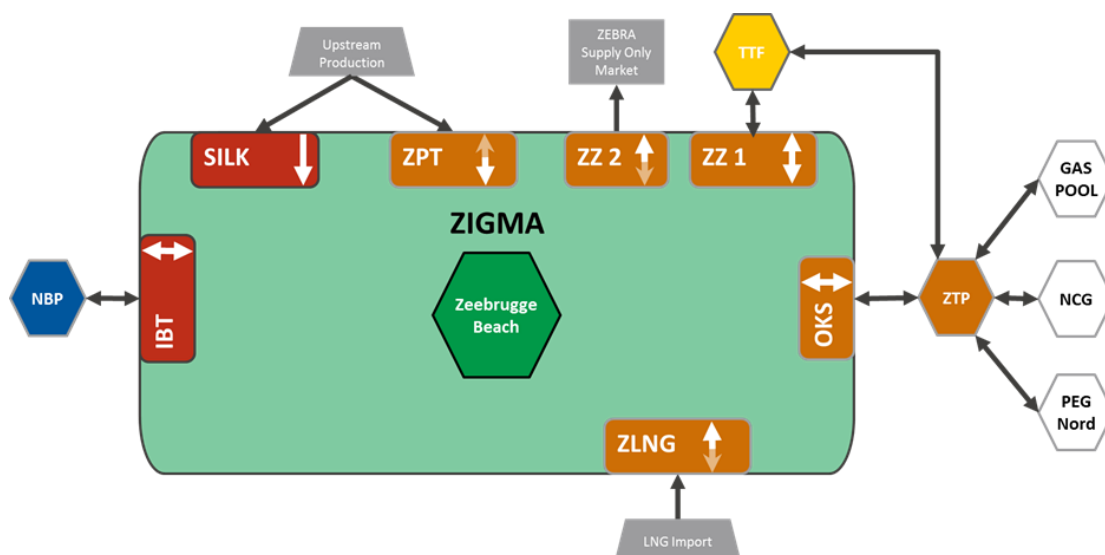 Upstream
Production
ZEBRA
Supply Only
Market
TTF
SILK
ZPT
ZZ 2
ZZ 1
GAS
POOL
ZIGMA
NBP
IBT
Zeebrugge
Beach
OKS
ZTP
NCG
PEG
Nord
ZLNG
LNG Import